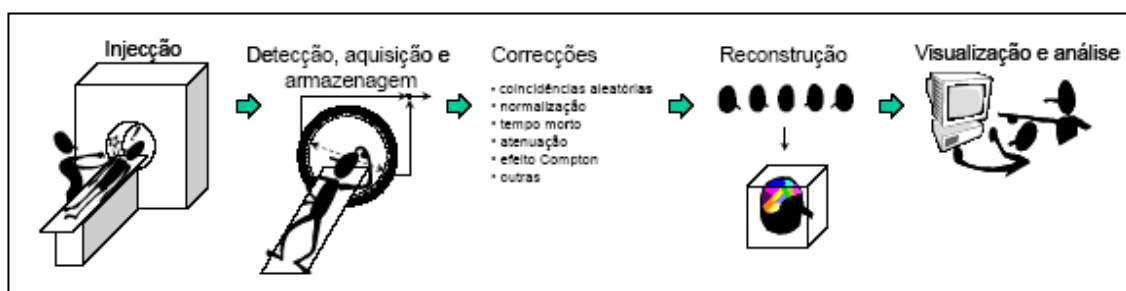 Injecção
Detecção, aquisição e
armazenagem
Correcções
• coincidências aleatórias
• normalização
• tempo morto
• atenuação
• efeito Compton
• outras
Reconstrução
Visualização e análise